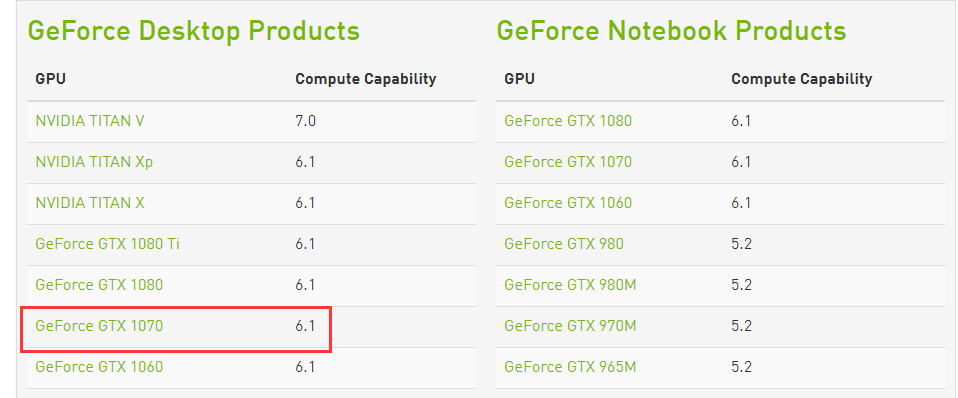 GeForce Desktop Products
GPU Compute Capability
NVIDIA TITAN V 7.0
NVIDIA TITAN Xp 6.1
NVIDIA TITAN X 6.1
GeForce GTX 1080 Ti 6.1
GeForce GTX 1080 6.1
GeForce GTX 1070 6.1
GeForce GTX 1060 6.1
GeForce Notebook Products
GPU Compute Capability
GeForce GTX 1080 6.1
GeForce GTX 1070 6.1
GeForce GTX 1060 6.1
GeForce GTX 980 5.2
GeForce GTX 980M 5.2
GeForce GTX 970M 5.2
GeForce GTX 965M 5.2